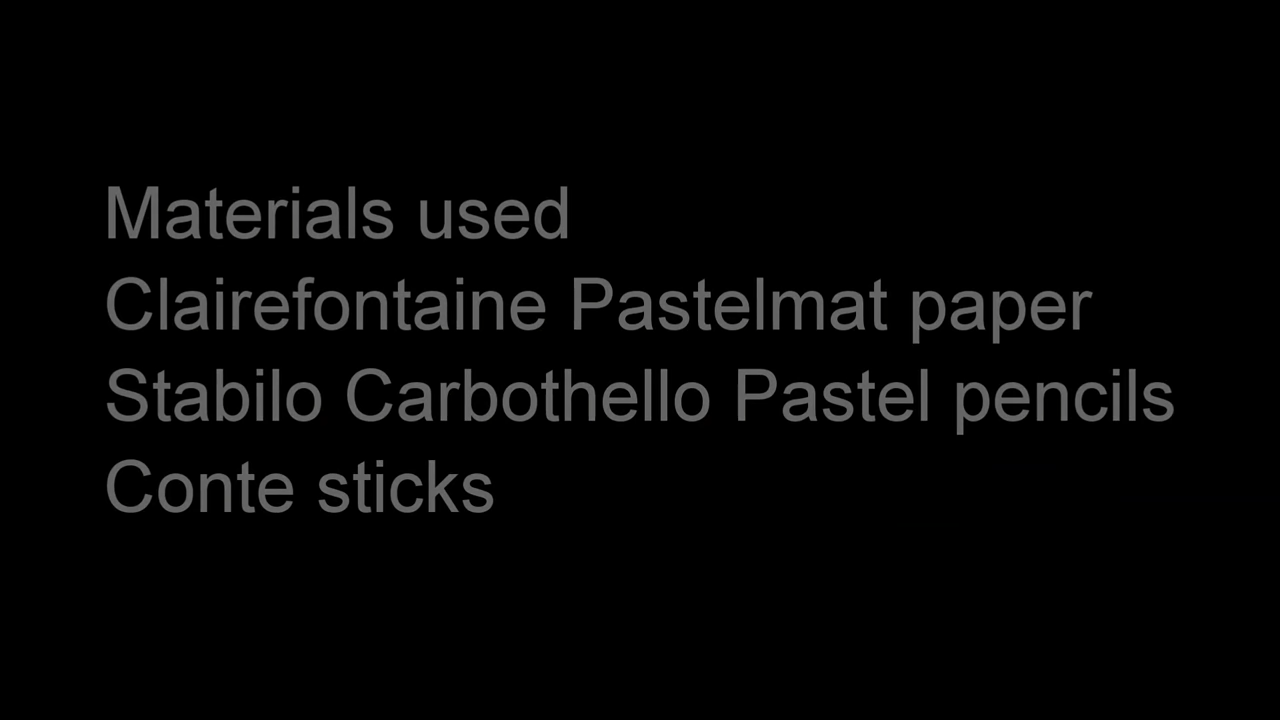 Materials used
Clairefontaine Pastelmat paper
Stabilo Carbothello Pastel pencils
Conte sticks